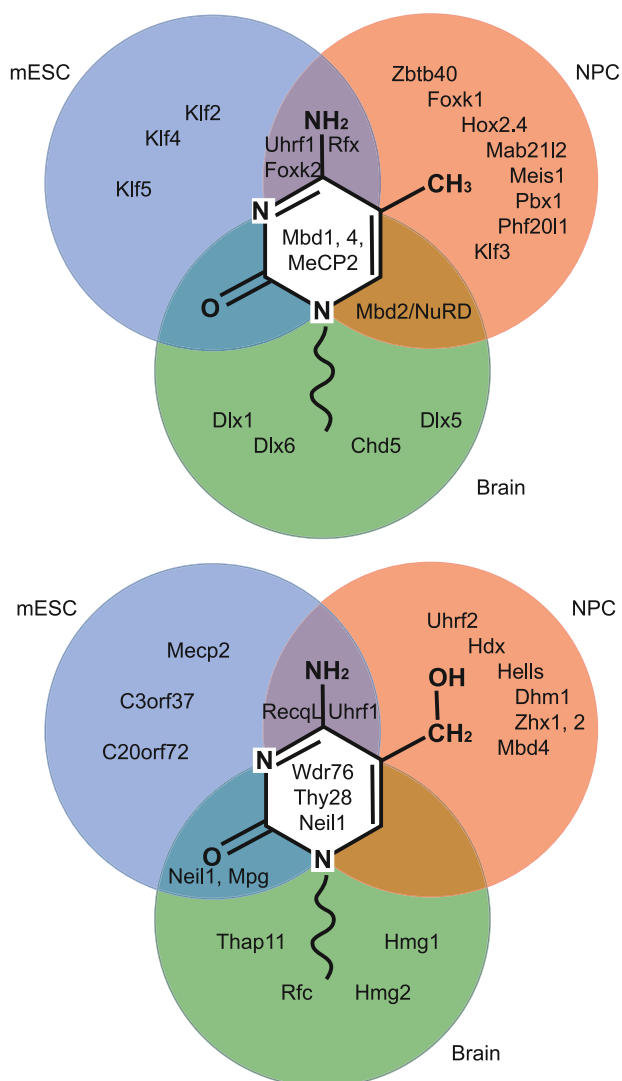 mESC
NPC
Zbtb40
Foxk1
Hox2.4
Mab21l2
Meis1
Pbx1
Phf20l1
Klf3
Klf2
Klf4
Klf5
NH2
Uhrf1 Rfx
Foxk2
CH3
N
Mbd1, 4,
MeCP2
O
N
Mbd2/NuRD
Dlx1
Dlx6
Chd5
Dlx5
Brain
mESC
NPC
Uhrf2
Hdx
Hells
Dhm1
Zhx1, 2
Mbd4
Mecp2
C3orf37
C20orf72
NH2
OH
CH2
RecqL Uhrf1
N
Wdr76
Thy28
Neil1
O
N
Neil1, Mpg
Thap11
Hmg1
Rfc
Hmg2
Brain